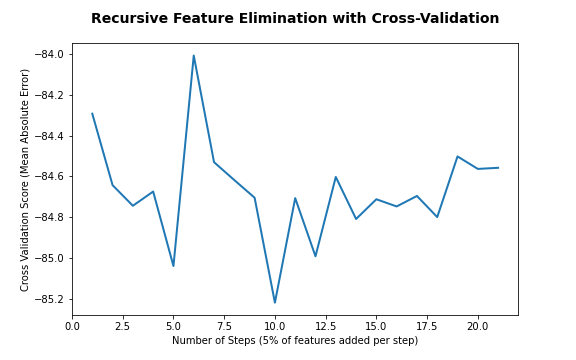 Recursive Feature Elimination with Cross-Validation
Cross Validation Score (Mean Absolute Error)
−84.0
−84.2
−84.4
−84.6
−84.8
−85.0
−85.2
0.0 2.5 5.0 7.5 10.0 12.5 15.0 17.5 20.0
Number of Steps (5% of features added per step)